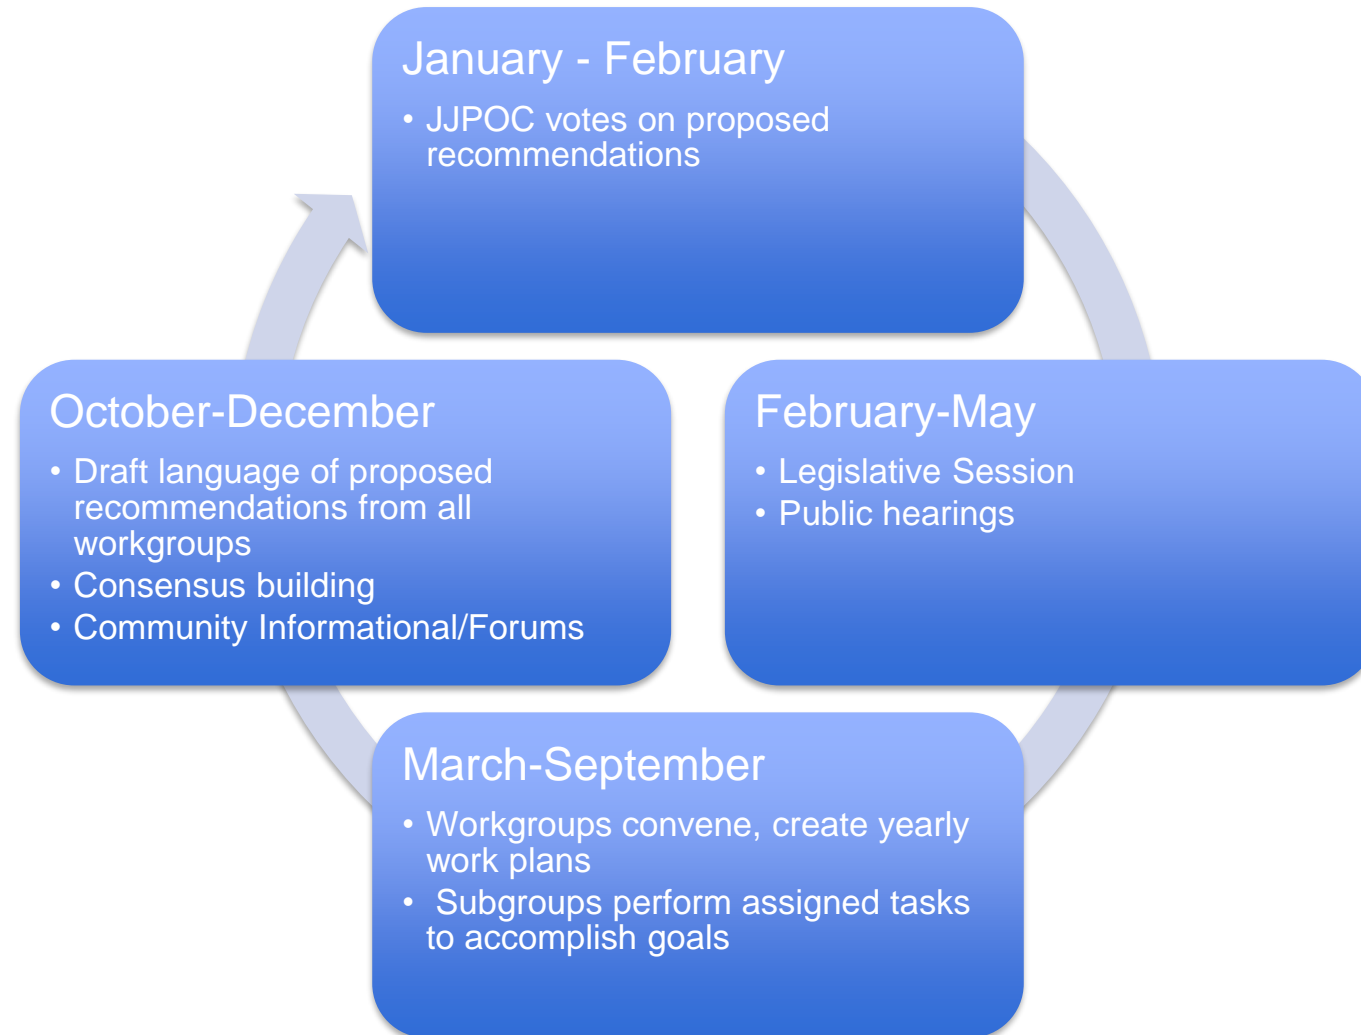 January - February
• JJPOC votes on proposed
recommendations
February-May
• Legislative Session
• Public hearings
March-September
• Workgroups convene, create yearly
work plans
• Subgroups perform assigned tasks
to accomplish goals
October-December
• Draft language of proposed
recommendations from all
workgroups
• Consensus building
• Community Informational/Forums